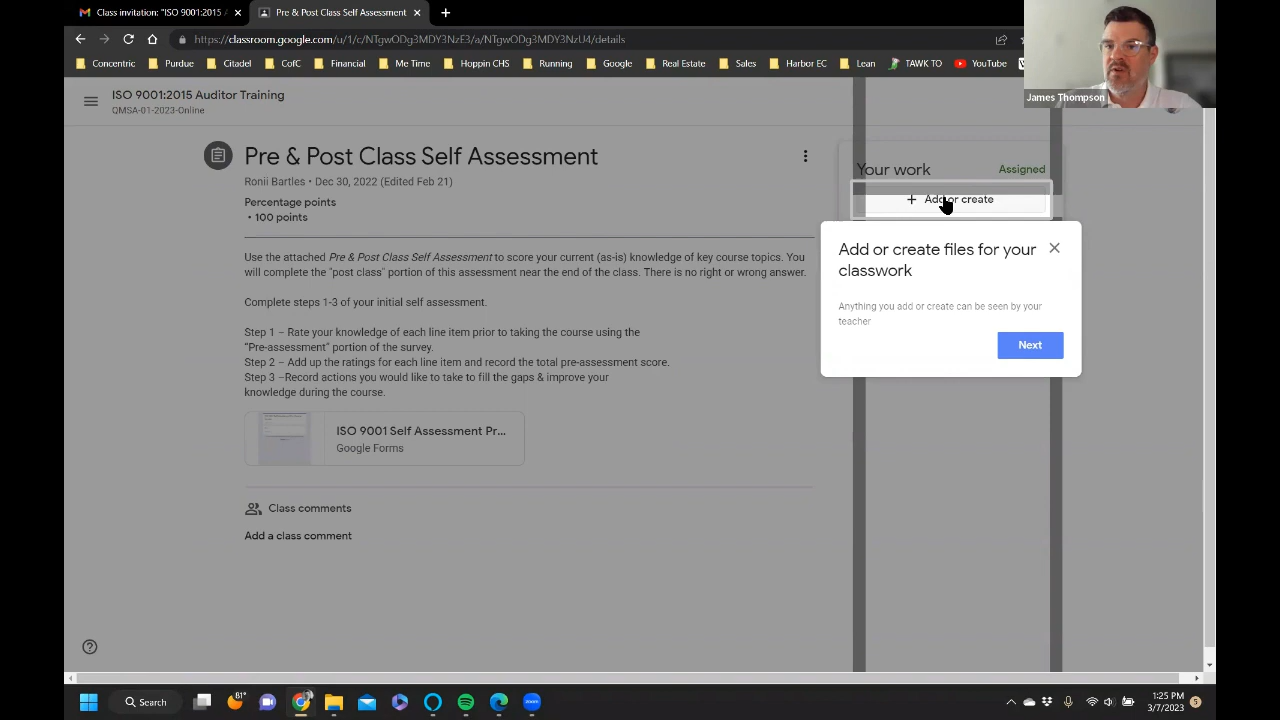 Class invitation: "ISO 9001:2015
Pre & Post Class Self Assessment
https://classroom.google.com/u/1/c/NTgwODg3MDY3NzE3/a/NTgwODg3MDY3NzU4/details
Concentric
Purdue
Citadel
CofC
Financial
Me Time
Hoppin CHS
Running
Google
Real Estate
Sales
Harbor EC
Lean
TAWK TO
YouTube
James Thompson
ISO 9001:2015 Auditor Training
QMSA-01-2023-Online
Pre & Post Class Self Assessment
Ronii Bartles • Dec 30, 2022 (Edited Feb 21)
Percentage points
• 100 points
Use the attached Pre & Post Class Self Assessment to score your current (as-is) knowledge of key course topics. You
will complete the "post class" portion of this assessment near the end of the class. There is no right or wrong answer.
Complete steps 1-3 of your initial self assessment.
Step 1 – Rate your knowledge of each line item prior to taking the course using the
“Pre-assessment” portion of the survey.
Step 2 – Add up the ratings for each line item and record the total pre-assessment score.
Step 3 –Record actions you would like to take to fill the gaps & improve your
knowledge during the course.
ISO 9001 Self Assessment Pr...
Google Forms
Class comments
Add a class comment
Your work
Assigned
+ Add or create
Add or create files for your
classwork
Anything you add or create can be seen by your
teacher
Next
Search
81°
zoom
1:25 PM
3/7/2023
5